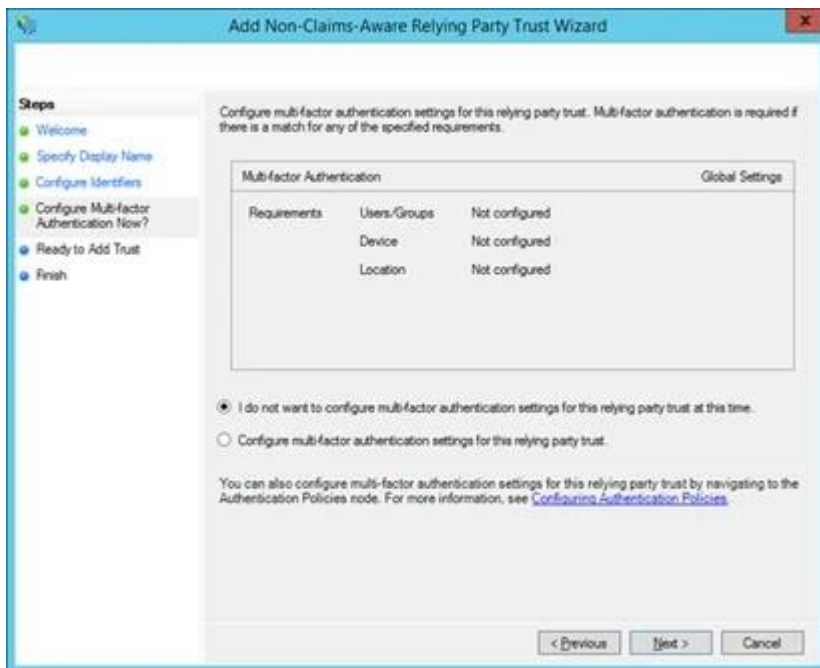 Add Non-Claims-Aware Relying Party Trust Wizard
Steps
Welcome
Specify Display Name
Configure Identifiers
Configure Multi-factor
Authentication Now?
Ready to Add Trust
Finish
Configure multi-factor authentication settings for this relying party trust. Multi-factor authentication is required if
there is a match for any of the specified requirements.
Multi-factor Authentication Global Settings
Requirements Users/Groups Not configured
Device Not configured
Location Not configured
I do not want to configure multi-factor authentication settings for this relying party trust at this time.
Configure multi-factor authentication settings for this relying party trust.
You can also configure multi-factor authentication settings for this relying party trust by navigating to the
Authentication Policies node. For more information, see Configuring Authentication Policies.
< Previous Next > Cancel